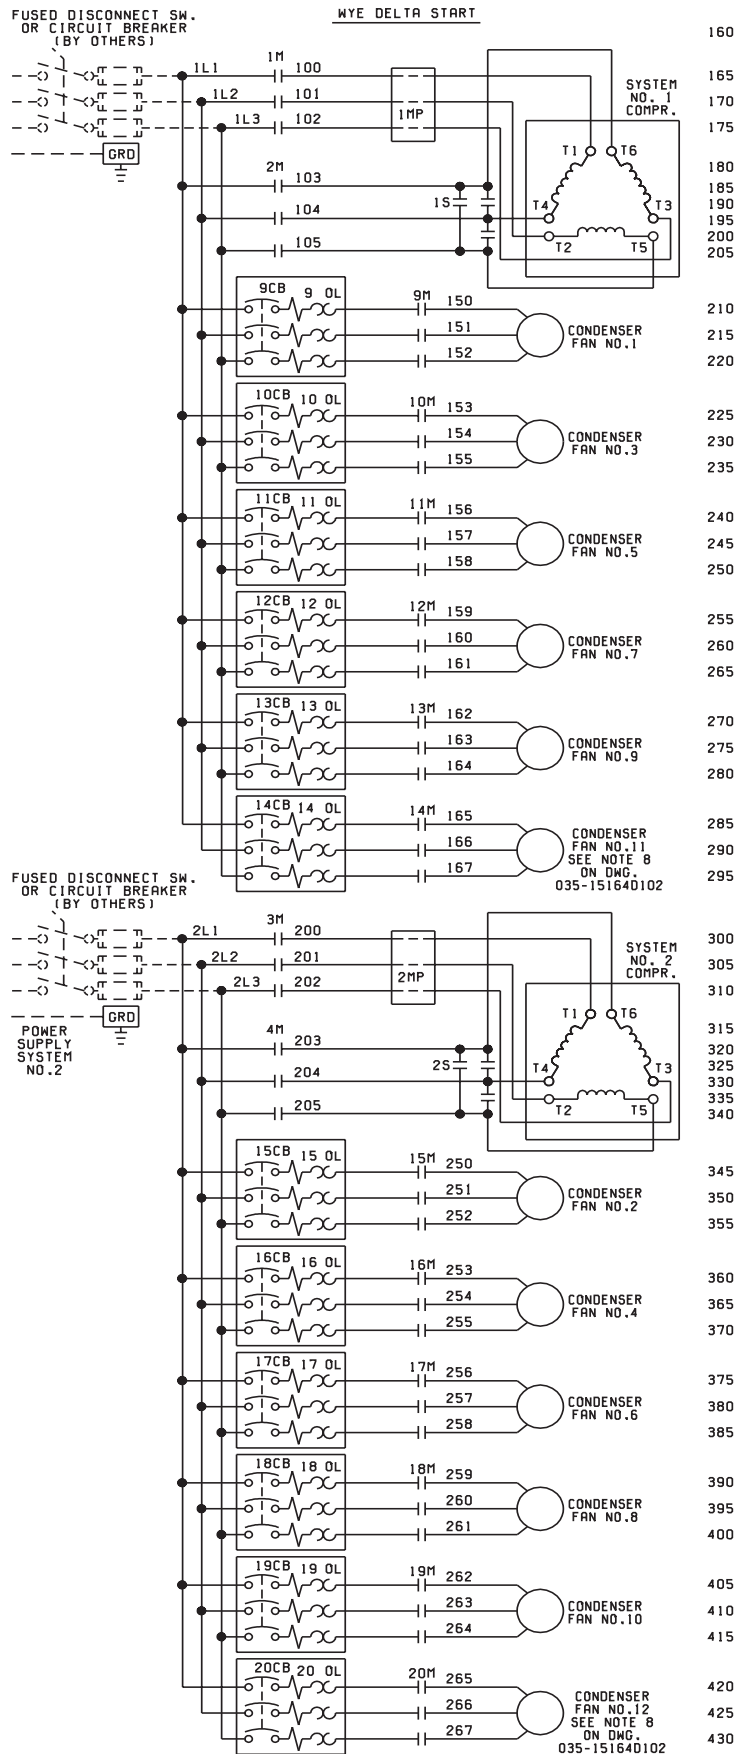 FUSED DISCONNECT SW.
OR CIRCUIT BREAKER
(BY OTHERS)
WYE DELTA START
160
1L1 1M 100 165
1L2 101 170
1L3 102 1MP 175
SYSTEM
NO. 1
COMPR.
GRD
T1 T6
180
2M 103 185
1S T4 T3 190
104 195
T2 T5 200
105 205
9CB 9 OL 9M 150 210
151 215
CONDENSER
FAN NO.1
152 220
10CB 10 OL 10M 153 225
154 230
CONDENSER
FAN NO.3
155 235
11CB 11 OL 11M 156 240
157 245
CONDENSER
FAN NO.5
158 250
12CB 12 OL 12M 159 255
160 260
CONDENSER
FAN NO.7
161 265
13CB 13 OL 13M 162 270
163 275
CONDENSER
FAN NO.9
164 280
14CB 14 OL 14M 165 285
166 290
167 295
CONDENSER
FAN NO.11
SEE NOTE 8
ON DWG.
035-15164D102
FUSED DISCONNECT SW.
OR CIRCUIT BREAKER
(BY OTHERS)
2L1 3M 200 300
2L2 201 305
2L3 202 2MP 310
SYSTEM
NO. 2
COMPR.
GRD
T1 T6
POWER
SUPPLY
SYSTEM
NO.2
315
4M 203 320
2S T4 T3 325
204 330
T2 T5 335
205 340
15CB 15 OL 15M 250 345
251 350
CONDENSER
FAN NO.2
252 355
16CB 16 OL 16M 253 360
254 365
CONDENSER
FAN NO.4
255 370
17CB 17 OL 17M 256 375
257 380
CONDENSER
FAN NO.6
258 385
18CB 18 OL 18M 259 390
260 395
CONDENSER
FAN NO.8
261 400
19CB 19 OL 19M 262 405
263 410
CONDENSER
FAN NO.10
264 415
20CB 20 OL 20M 265 420
266 425
267 430
CONDENSER
FAN NO.12
SEE NOTE 8
ON DWG.
035-15164D102